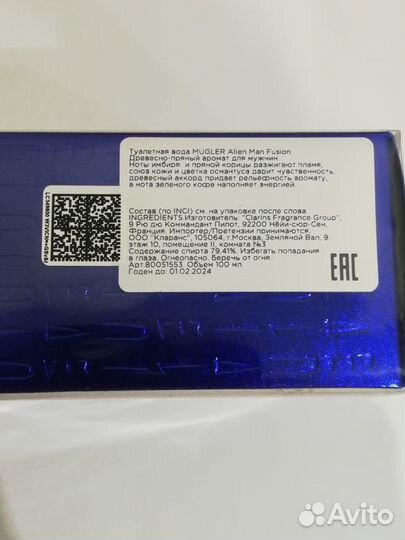 Туалетная вода MUGLER Alien Man Fusion
Древесно-пряный аромат для мужчин
Ноты имбиря и пряной корицы разжигают пламя,
союз кожи и цветка османтуса дарит чувственность,
древесный аккорд придает рельефность аромату,
а нота зеленого кофе наполняет энергией.
Состав (по INCI) см. на упаковке после слова
INGREDIENTS.Изготовитель "Clarins Fragrance Group",
9 Рю дю Коммандант Пилот, 92200 Нёйи-сюр-Сен,
Франция. Импортер/Претензии принимаются:
ООО "Кларанс", 105064, г.Москва, Земляной Вал, 9
этаж 10, помещение II, комната №3
Содержание спирта 79,41%. Избегать попадания
в глаза. Огнеопасно. Беречь от огня.
Арт.80051553. Объем 100 мл.
Годен до: 01.02.2024
EAC
Avito